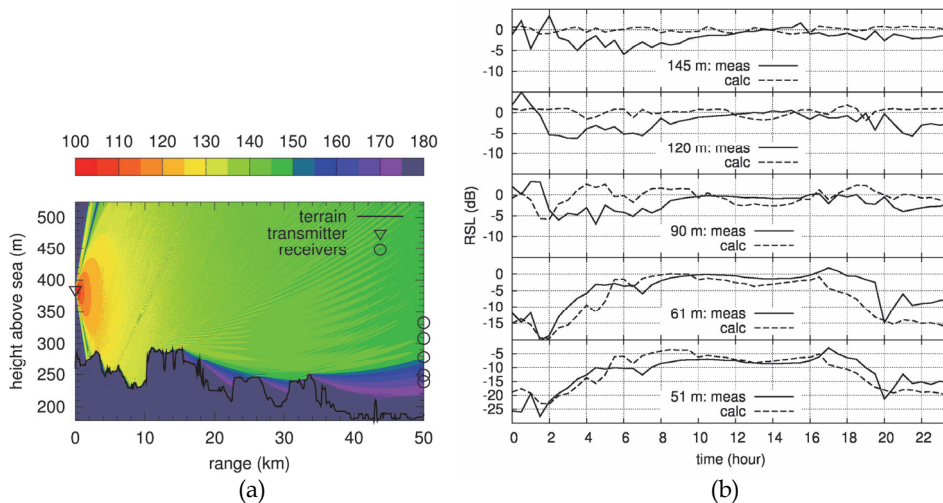 100 110 120 130 140 150 160 170 180
height above sea (m)
500
450
400
350
300
250
200
terrain
transmitter
receivers
0 10 20 30 40 50
range (km)
(a)
RSL (dB)
0
-5
-10
145 m: meas
calc
0
-5
-10
120 m: meas
calc
0
-5
-10
90 m: meas
calc
0
-5
-10
-15
61 m: meas
calc
-5
-10
-15
-20
-25
51 m: meas
calc
0 2 4 6 8 10 12 14 16 18 20 22
time (hour)
(b)